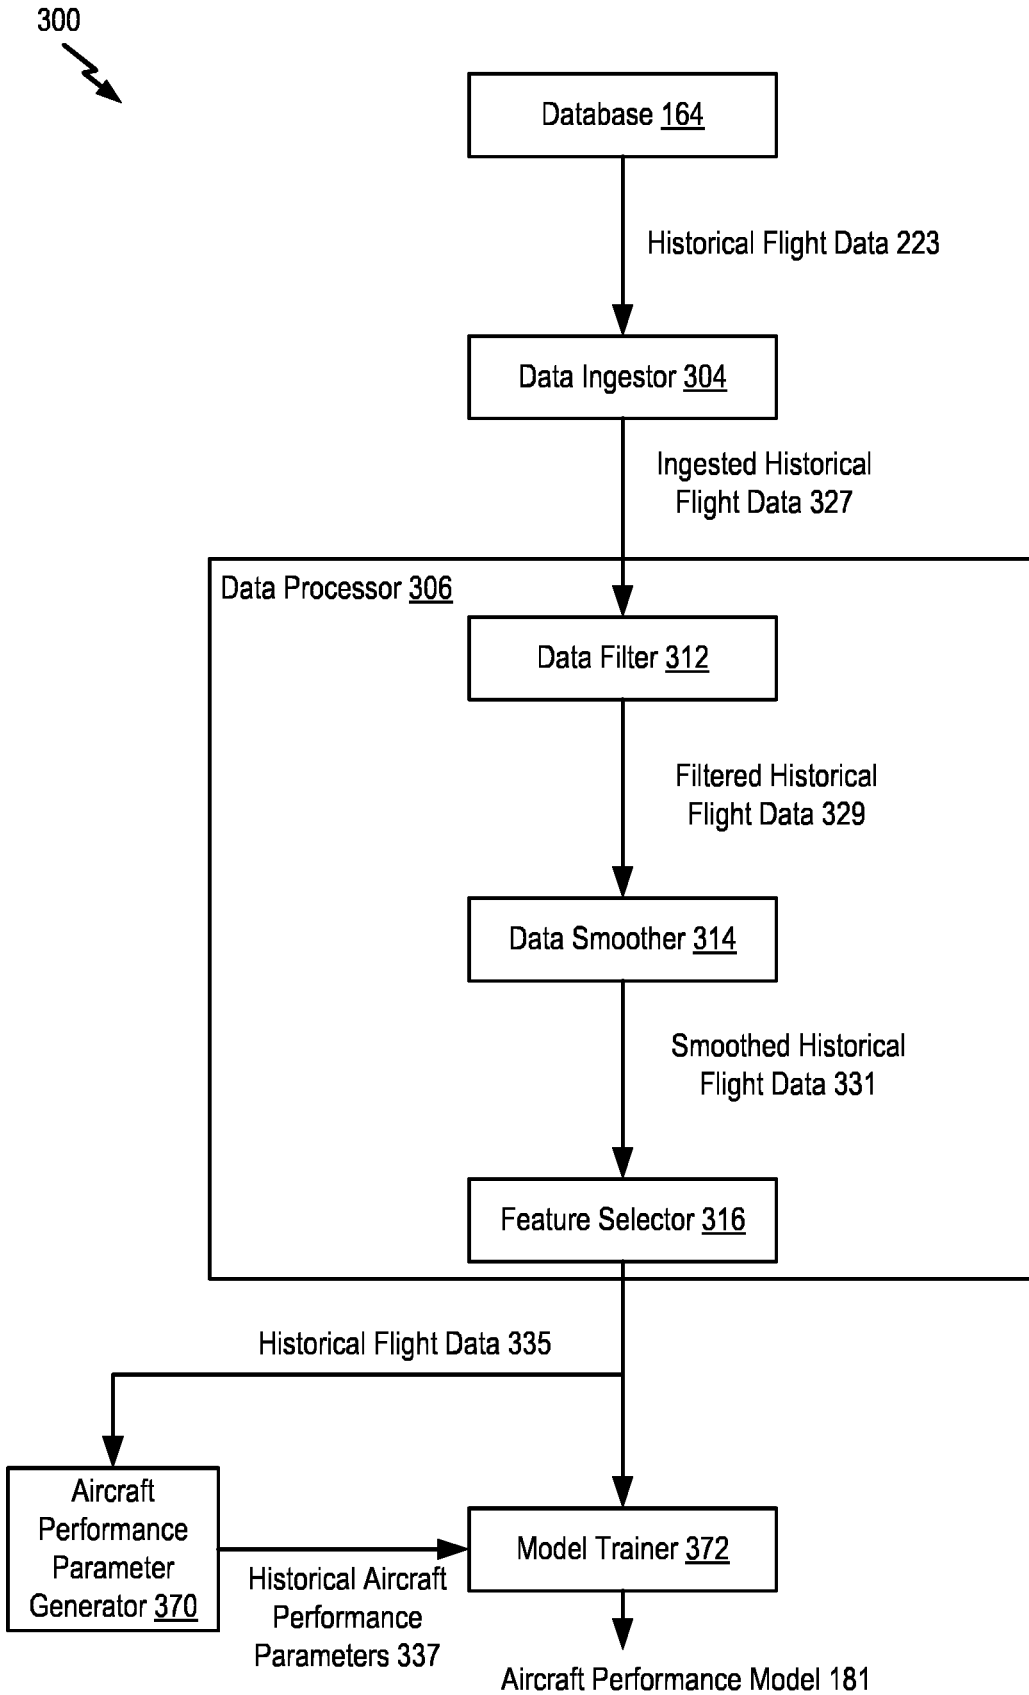 300
Database 164
Historical Flight Data 223
Data Ingestor 304
Ingested Historical
Flight Data 327
Data Processor 306
Data Filter 312
Filtered Historical
Flight Data 329
Data Smoother 314
Smoothed Historical
Flight Data 331
Feature Selector 316
Historical Flight Data 335
Aircraft
Performance
Parameter
Generator 370
Historical Aircraft
Performance
Parameters 337
Model Trainer 372
Aircraft Performance Model 181